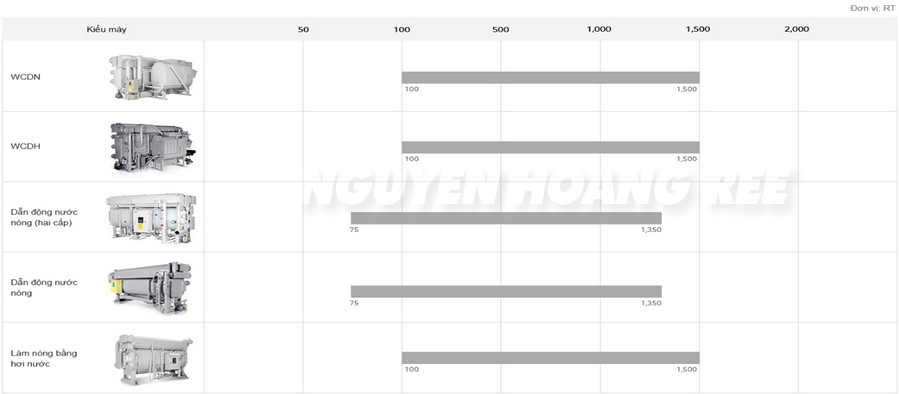 Đơn vị: RT
Kiểu máy 50 100 500 1,000 1,500 2,000
WCDN
100 1,500
WCDH
100 1,500
NGUYEN HOANG REE
Dẫn động nước
nóng (hai cấp)
75 1,350
Dẫn động nước
nóng
75 1,350
Làm nóng bằng
hơi nước
100 1,500